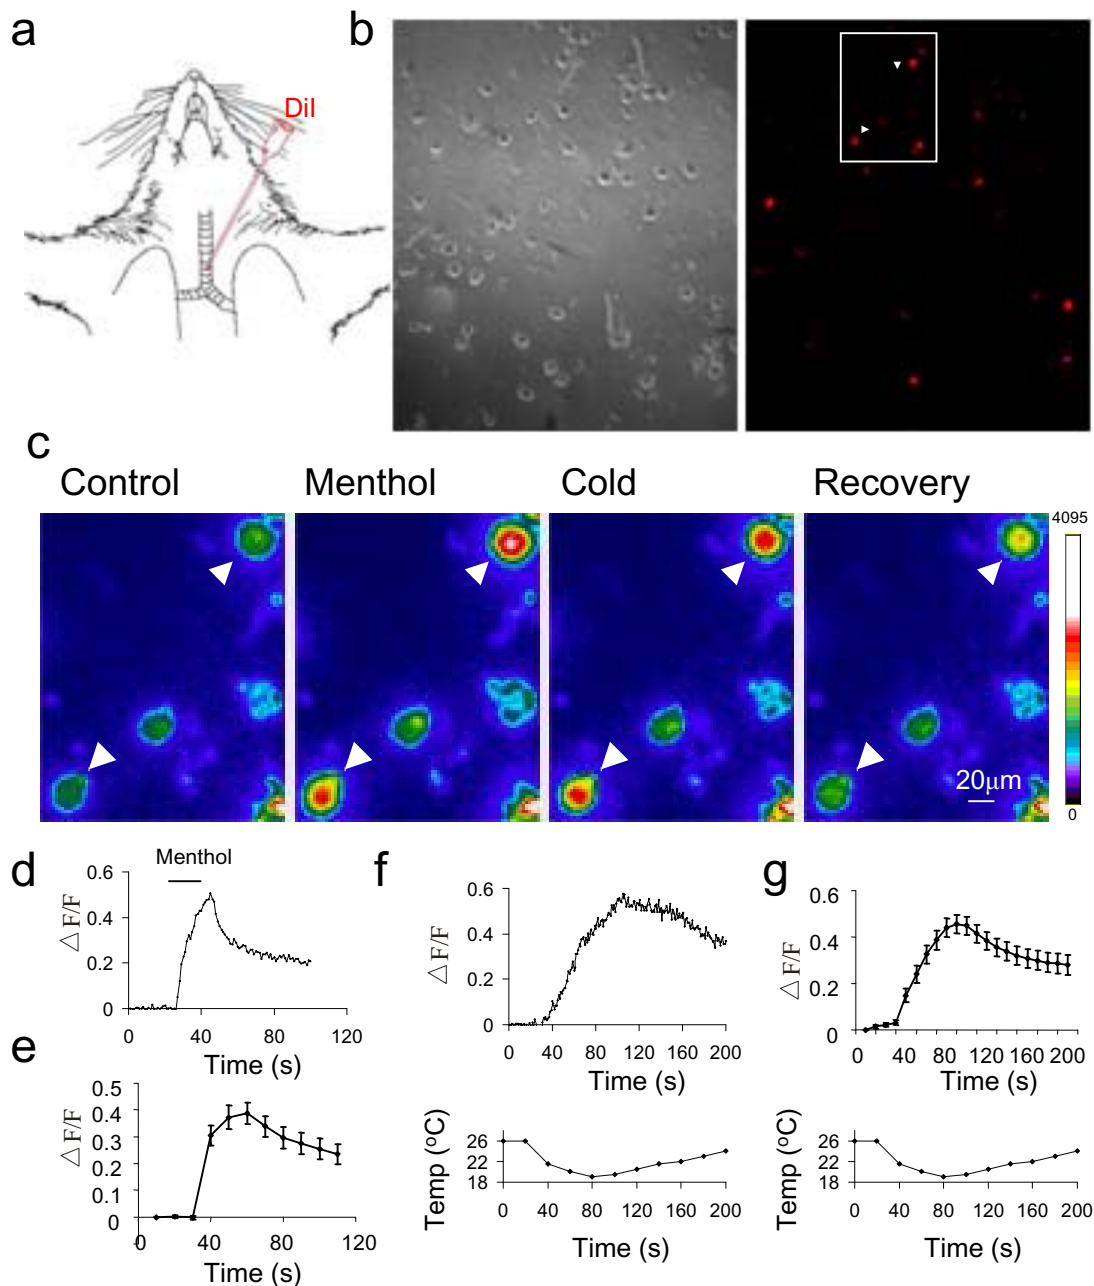 a
b
DiI
c
Control Menthol Cold Recovery
4095
20μm
0
d
Menthol
0.6
0.4
0.2
0
△F/F
0 40 80 120
Time (s)
e
0.5
0.4
0.3
0.2
0.1
0
△F/F
0 40 80 120
Time (s)
f
0.6
0.4
0.2
0
△F/F
0 40 80 120 160 200
Time (s)
26
22
18
Temp (°C)
0 40 80 120 160 200
Time (s)
g
0.6
0.4
0.2
0
△F/F
0 40 80 120 160 200
Time (s)
26
22
18
Temp (°C)
0 40 80 120 160 200
Time (s)